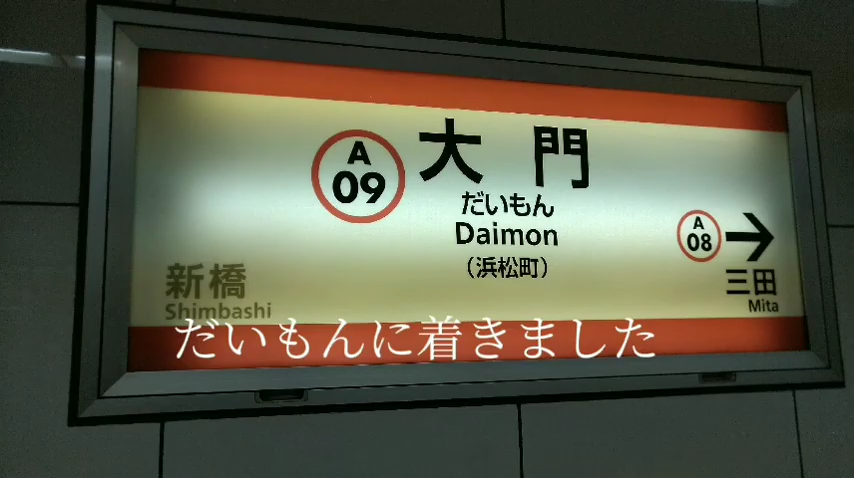 A
09
大門
だいもん
Daimon
(浜松町)
A
08
三田
Mita
新橋
Shimbashi
だいもんに着きました